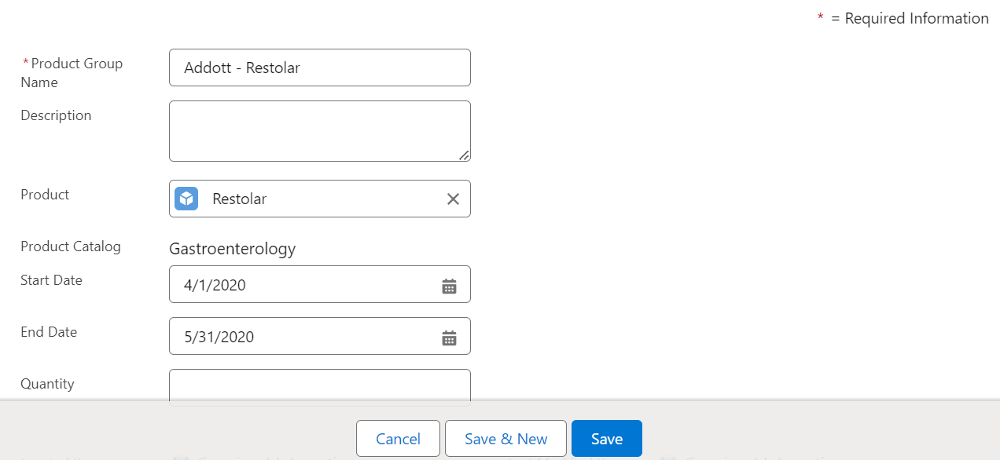 * = Required Information
*Product Group
Name
Addott - Restolar
Description
Product
Restolar
Product Catalog
Gastroenterology
Start Date
4/1/2020
End Date
5/31/2020
Quantity
Cancel
Save & New
Save